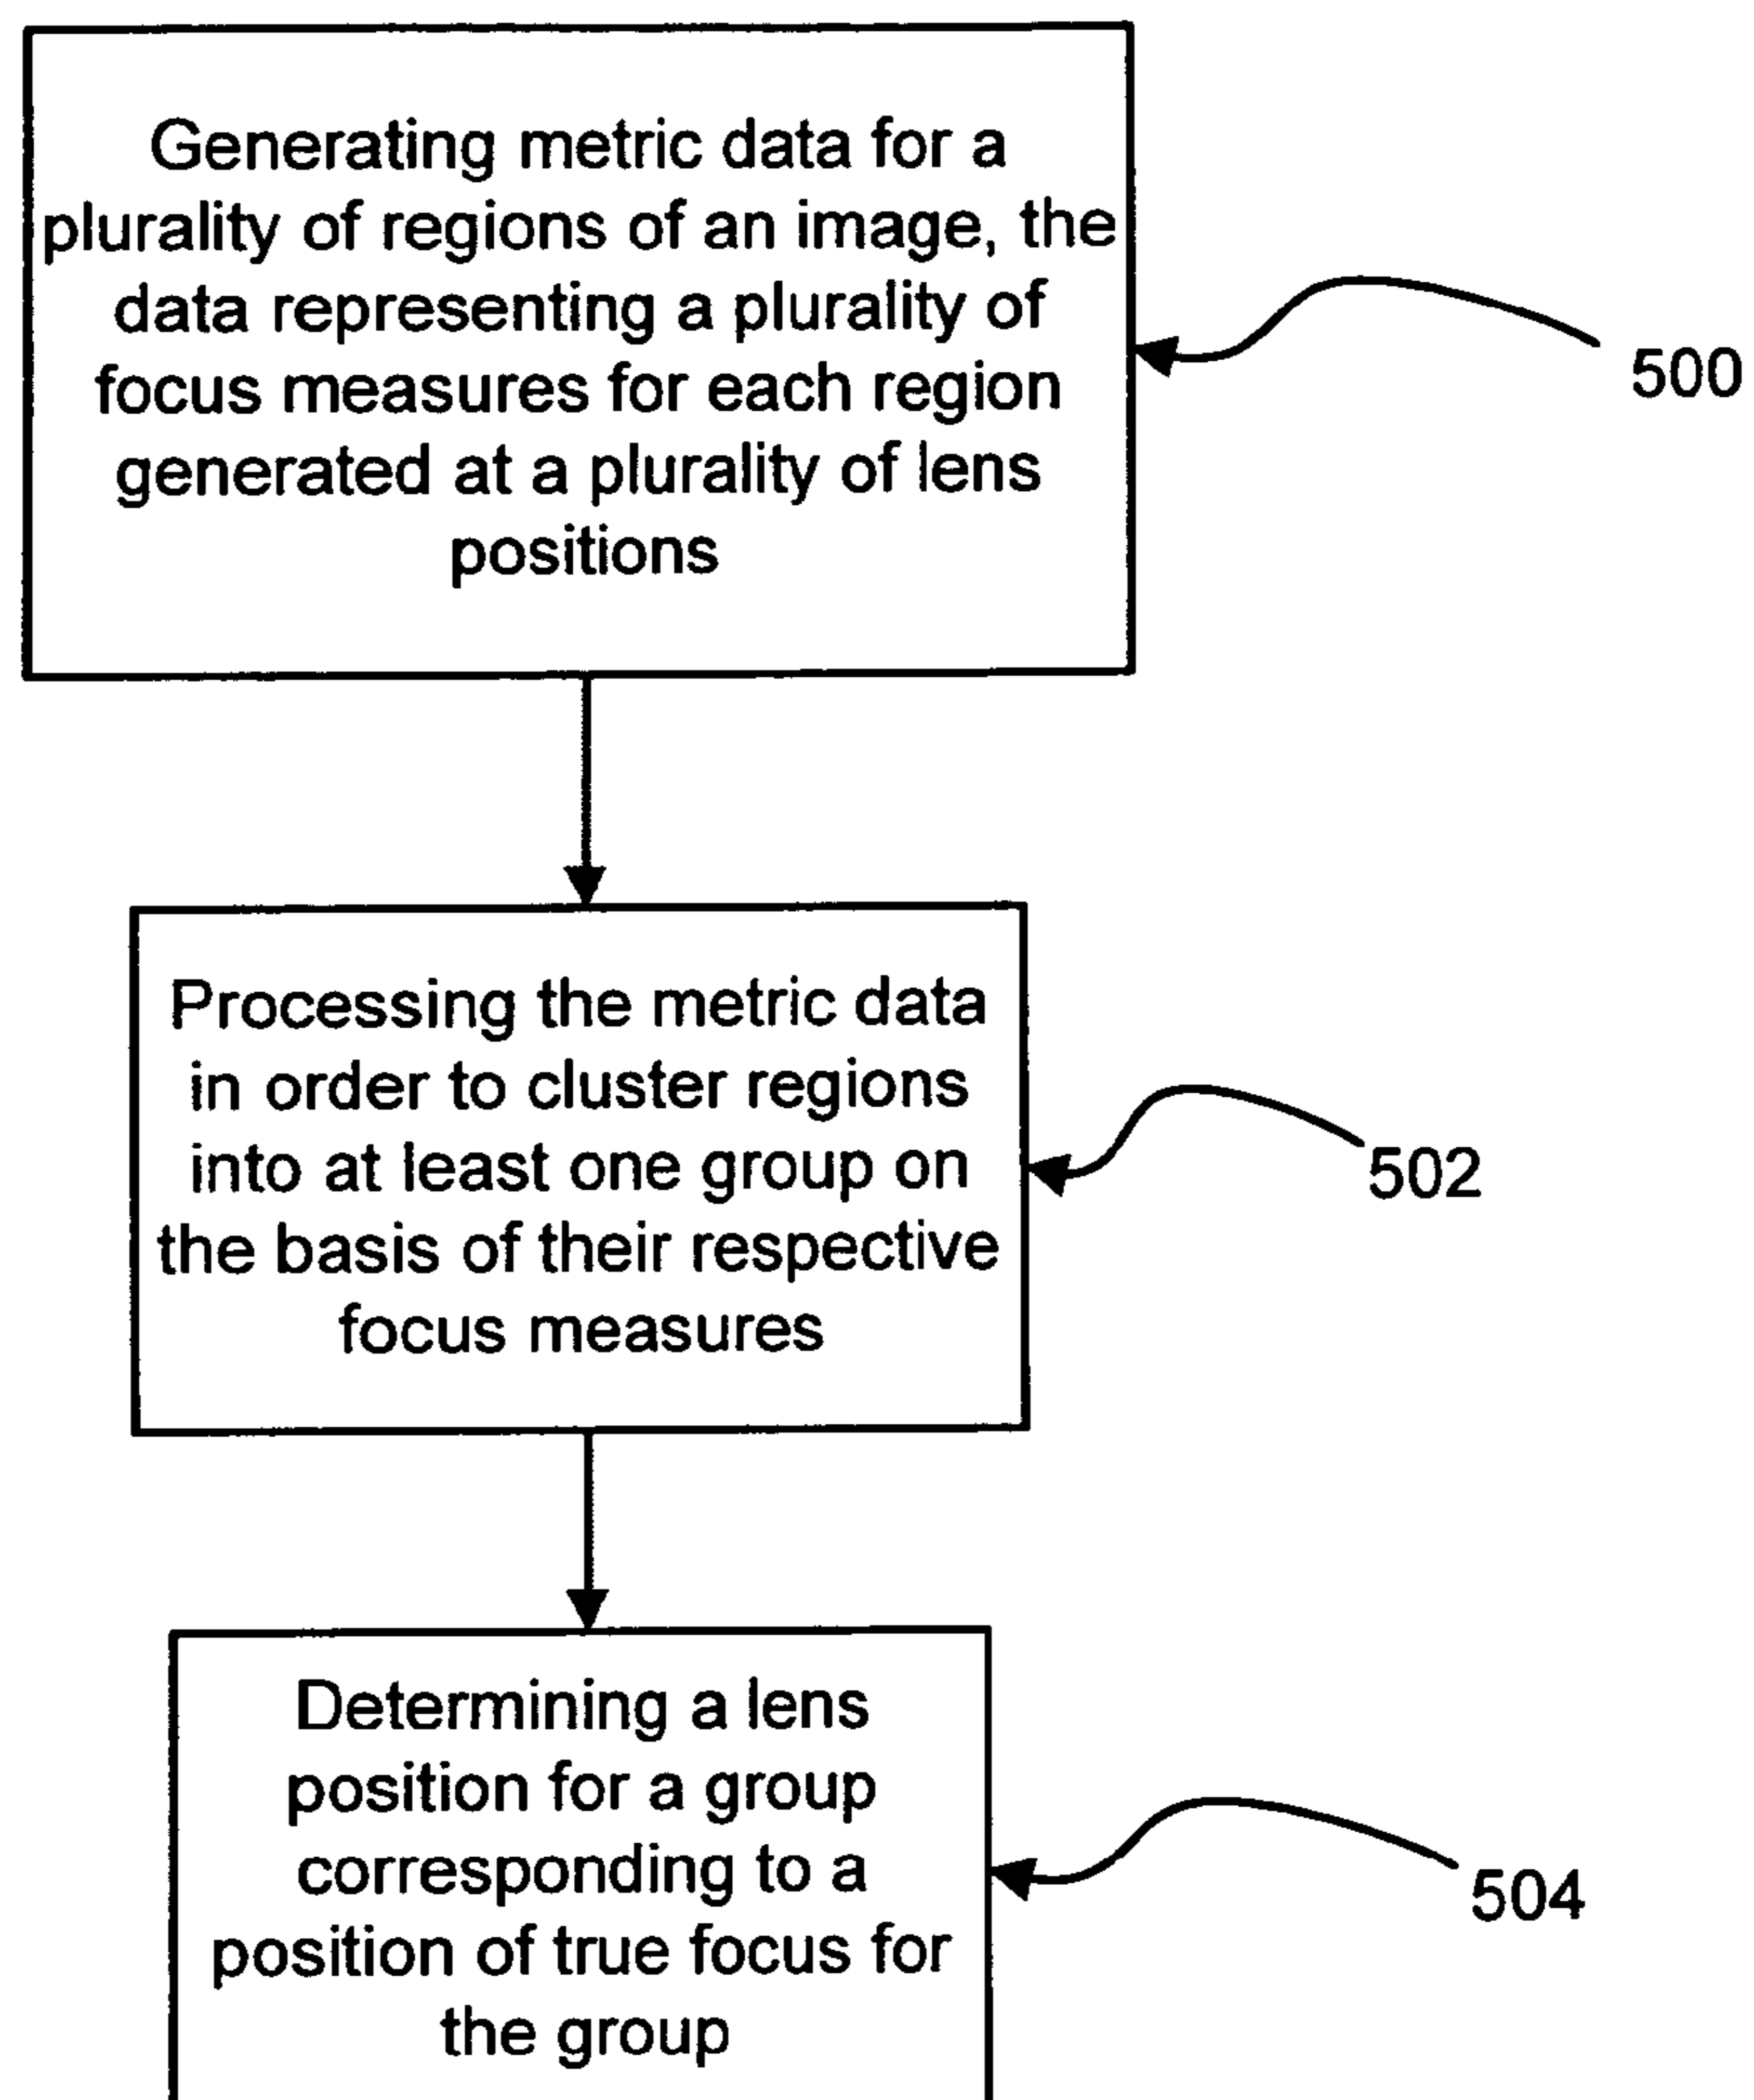 Generating metric data for a
plurality of regions of an image, the
data representing a plurality of
focus measures for each region
generated at a plurality of lens
positions
500
Processing the metric data
in order to cluster regions
into at least one group on
the basis of their respective
focus measures
502
Determining a lens
position for a group
corresponding to a
position of true focus for
the group
504